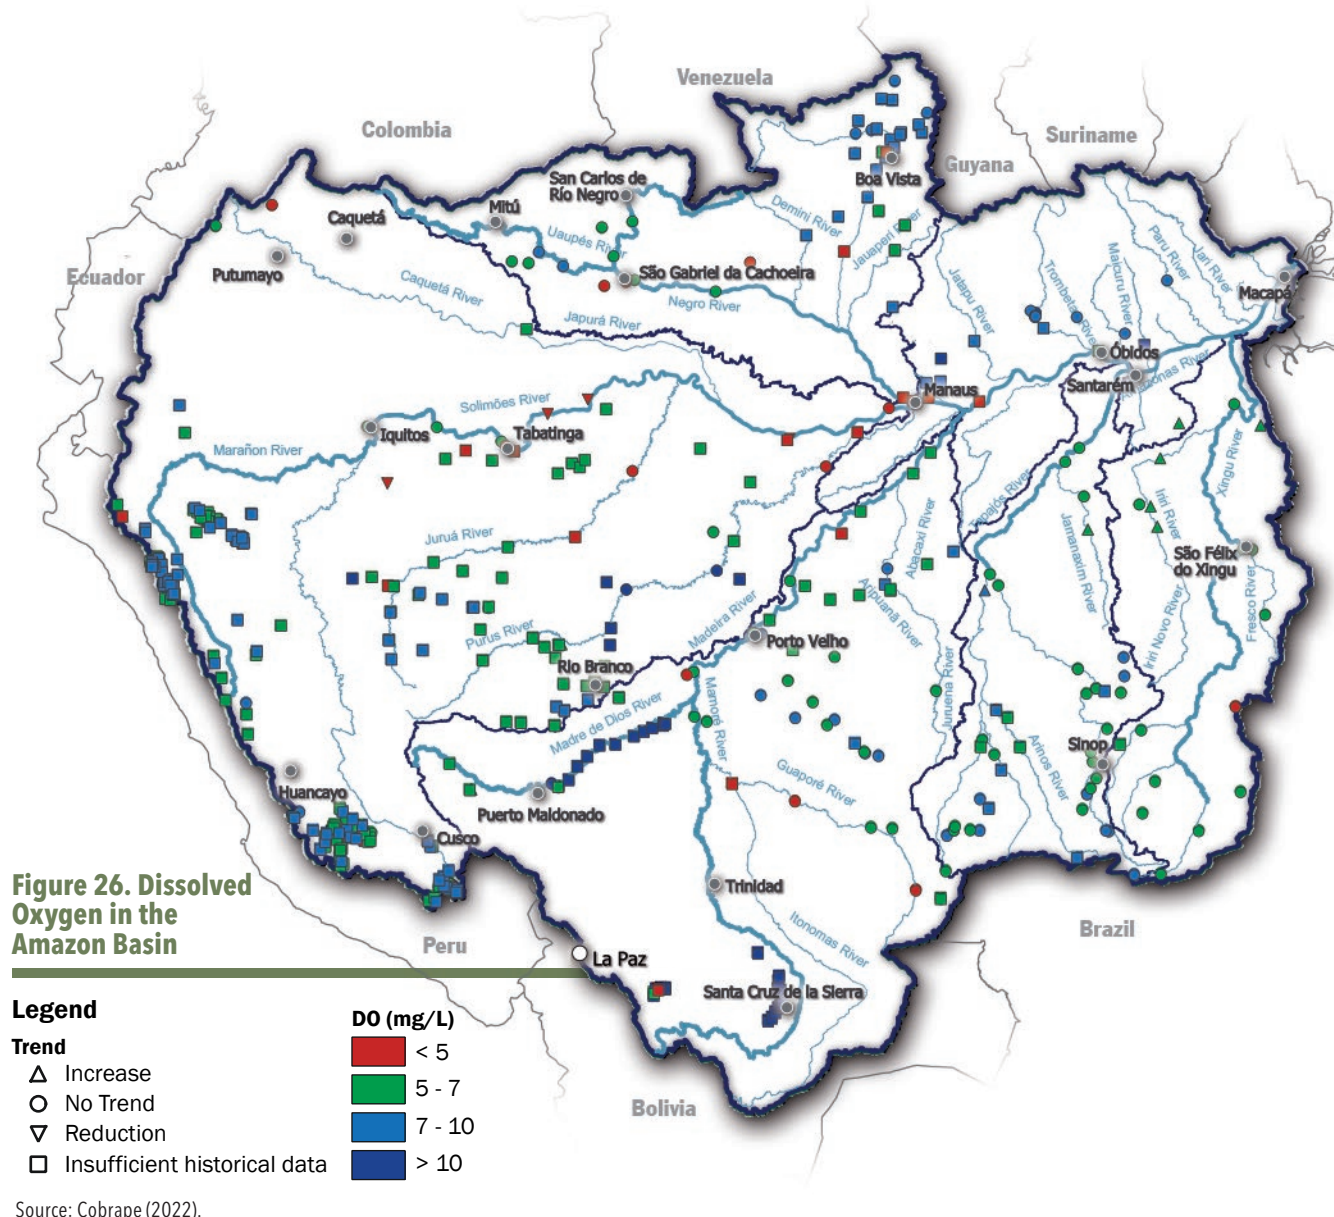 Venezuela
Colombia
Suriname
Guyana
San Carlos de
Río Negro
Boa Vista
Mitú
Caquetá
Demini River
Uaupés River
Jauaperi River
Paru River
Jari River
Maicuru River
Trombetas River
Jatapu River
Ecuador
Putumayo
São Gabriel da Cachoeira
Caquetá River
Negro River
Macapá
Japurá River
Óbidos
Santarém
Amazonas River
Manaus
Solimões River
Iquitos
Tabatinga
Marañon River
Xingu River
Tapajós River
Iriri River
Abacaxi River
Jamanaxim River
Juruá River
São Félix
do Xingu
Aripuanã River
Iriri Novo River
Fresco River
Madeira River
Purus River
Porto Velho
Rio Branco
Juruena River
Mamoré River
Madre de Dios River
Arinos River
Sinop
Guaporé River
Huancayo
Puerto Maldonado
Cusco
Trinidad
Itonomas River
Brazil
Peru
La Paz
Santa Cruz de la Sierra
Bolivia
Figure 26. Dissolved
Oxygen in the
Amazon Basin
Legend
Trend
Increase
No Trend
Reduction
Insufficient historical data
DO (mg/L)
< 5
5 - 7
7 - 10
> 10
Source: Cobrape (2022).